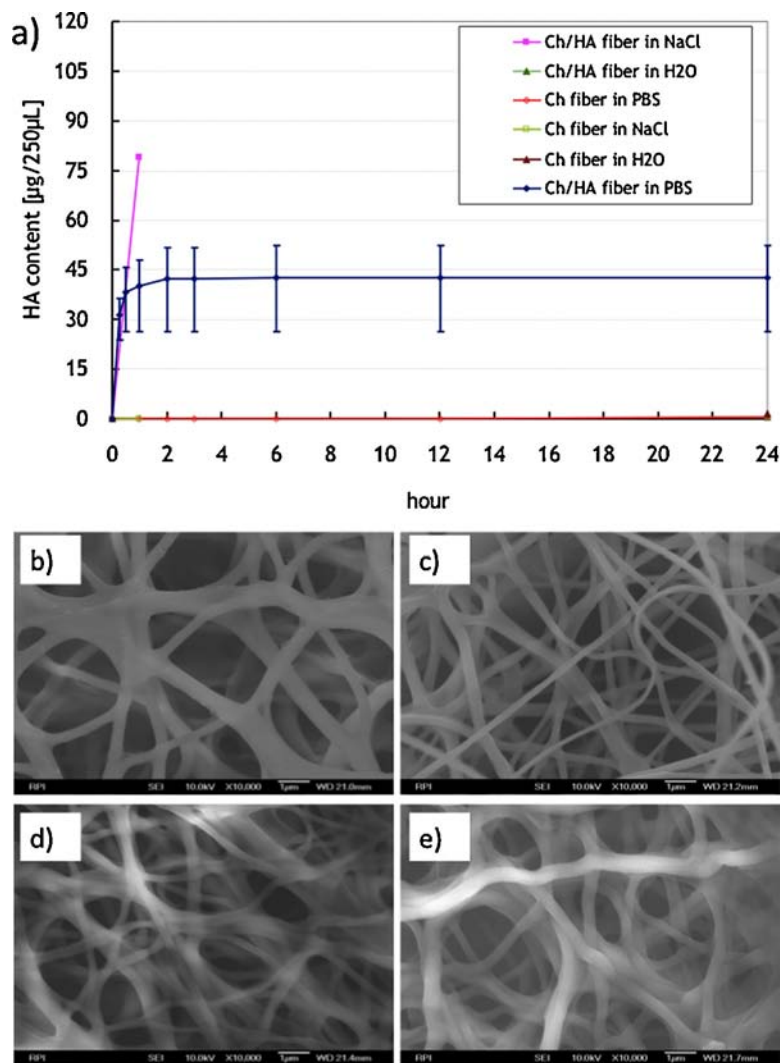 a)
120
105
90
75
60
45
30
15
0
HA content [µg/250µL]
Ch/HA fiber in NaCl
Ch/HA fiber in H2O
Ch fiber in PBS
Ch fiber in NaCl
Ch fiber in H2O
Ch/HA fiber in PBS
0 2 4 6 8 10 12 14 16 18 20 22 24
hour
b)
RPI SEI 10.0kV X10,000 1µm WD 21.0mm
c)
RPI SEI 10.0kV X10,000 1µm WD 21.2mm
d)
RPI SEI 10.0kV X10,000 1µm WD 21.4mm
e)
RPI SEI 10.0kV X10,000 1µm WD 21.7mm